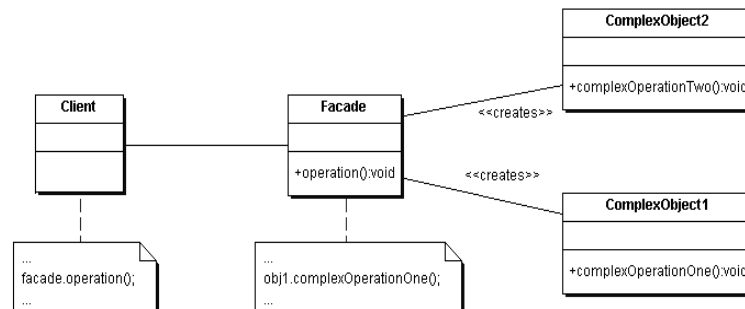 ComplexObject2
+complexOperationTwo():void
Client
Facade
<<creates>>
+operation():void
<<creates>>
ComplexObject1
+complexOperationOne():void
...
facade.operation();
...
...
obj1.complexOperationOne();
...